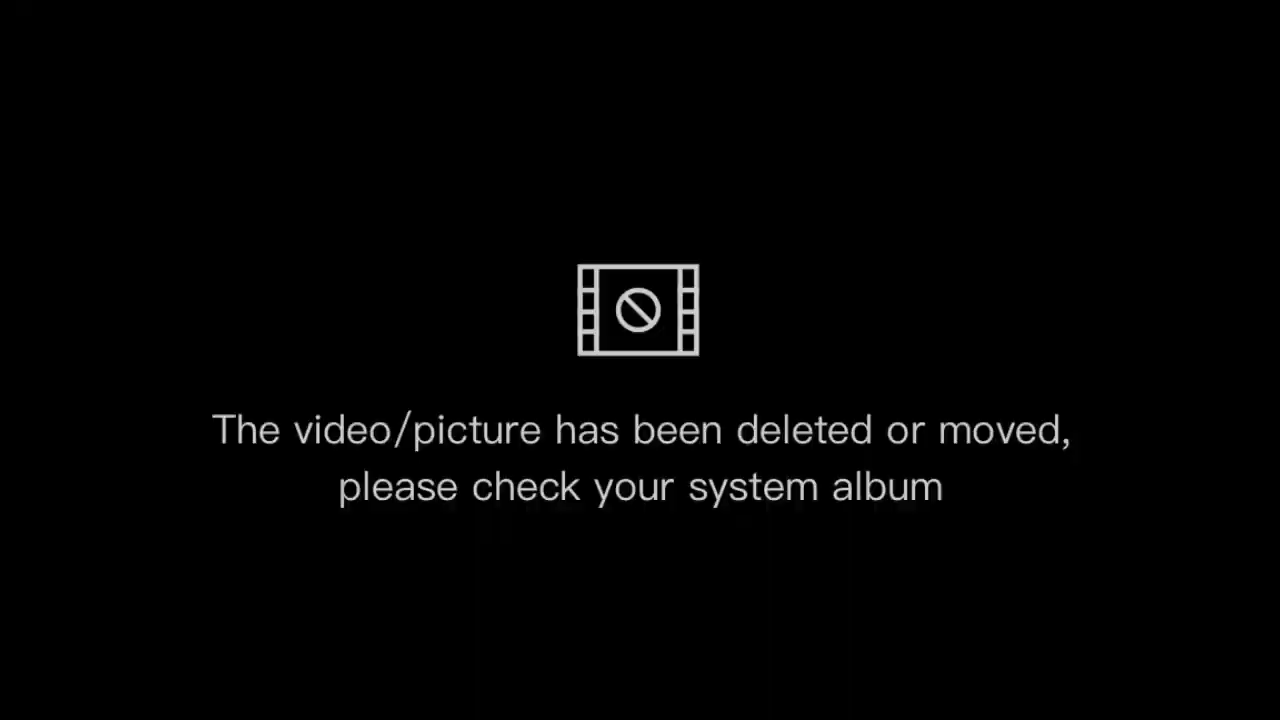 The video/picture has been deleted or moved,
please check your system album